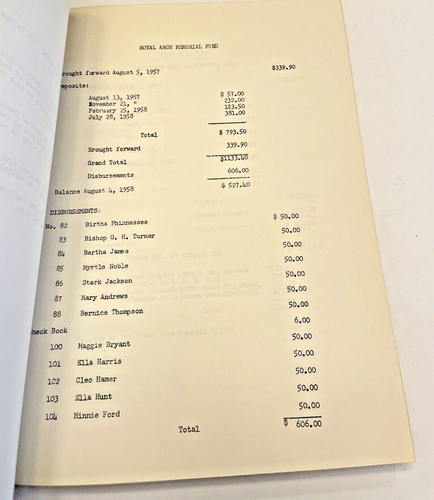 ROYAL ARCH MEMORIAL FUND
rought forward August 5, 1957 $339.90
eposits:
August 13, 1957 $ 57.00
November 21, " 232.00
February 25, 1958 123.50
July 28, 1958 381.00
Total $ 793.50
Brought forward 339.90
Grand Total $1133.40
Disbursements 606.00
Balance August 4, 1958 $ 527.40
DISBURSEMENTS:
No. 82 Birtha Phinnessee $ 50.00
83 Bishop G. H. Turner 50.00
84 Bertha James 50.00
85 Myrtle Noble 50.00
86 Stark Jackson 50.00
87 Mary Andrews 50.00
88 Bernice Thompson 50.00
heck Book 6.00
100 Maggie Bryant 50.00
101 Ella Harris 50.00
102 Cleo Hamer 50.00
103 Ella Hunt 50.00
104 Minnie Ford 50.00
Total $ 606.00